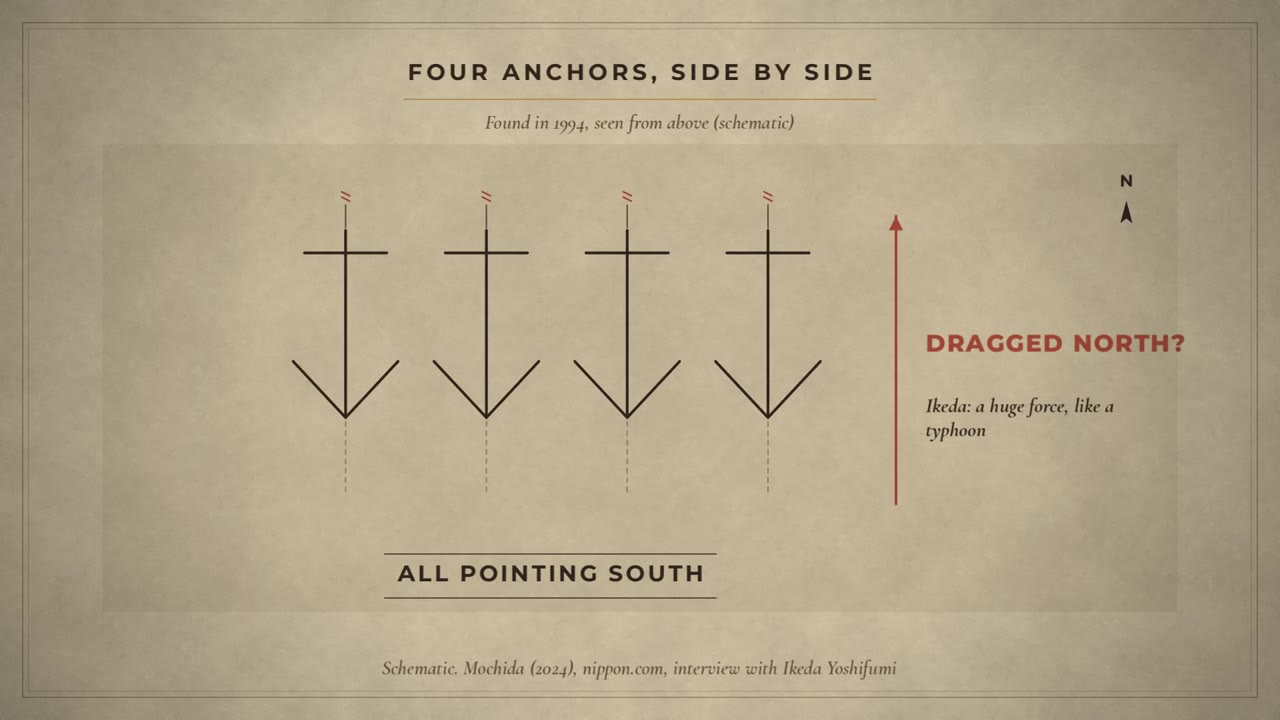 FOUR ANCHORS, SIDE BY SIDE
Found in 1994, seen from above (schematic)
N
DRAGGED NORTH?
Ikeda: a huge force, like a
typhoon
ALL POINTING SOUTH
Schematic. Mochida (2024), nippon.com, interview with Ikeda Yoshifumi